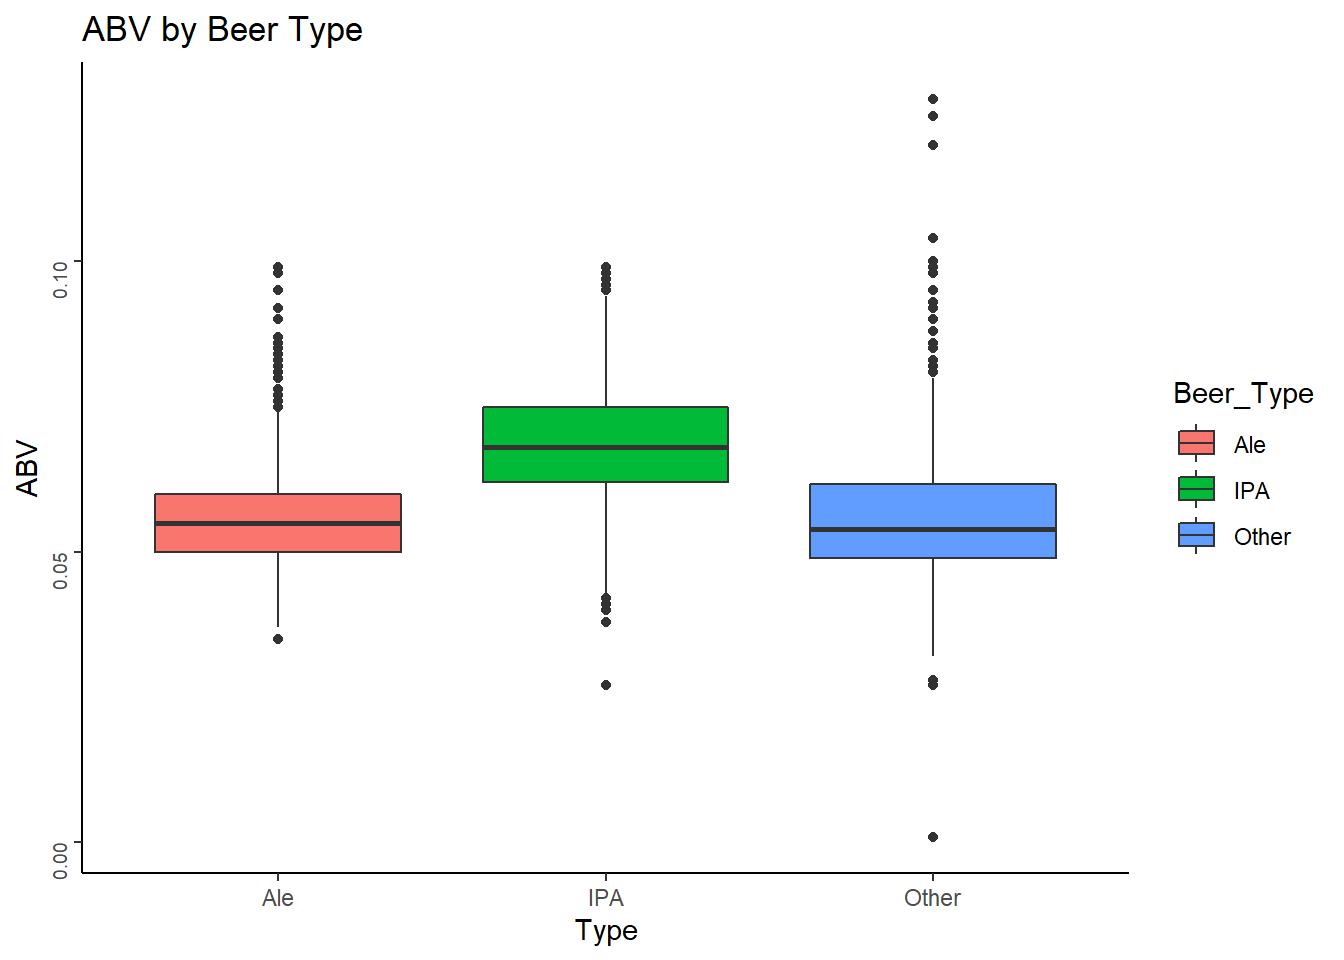 ABV by Beer Type
ABV
0.10
0.05
0.00
Ale
IPA
Other
Type
Beer_Type
Ale
IPA
Other